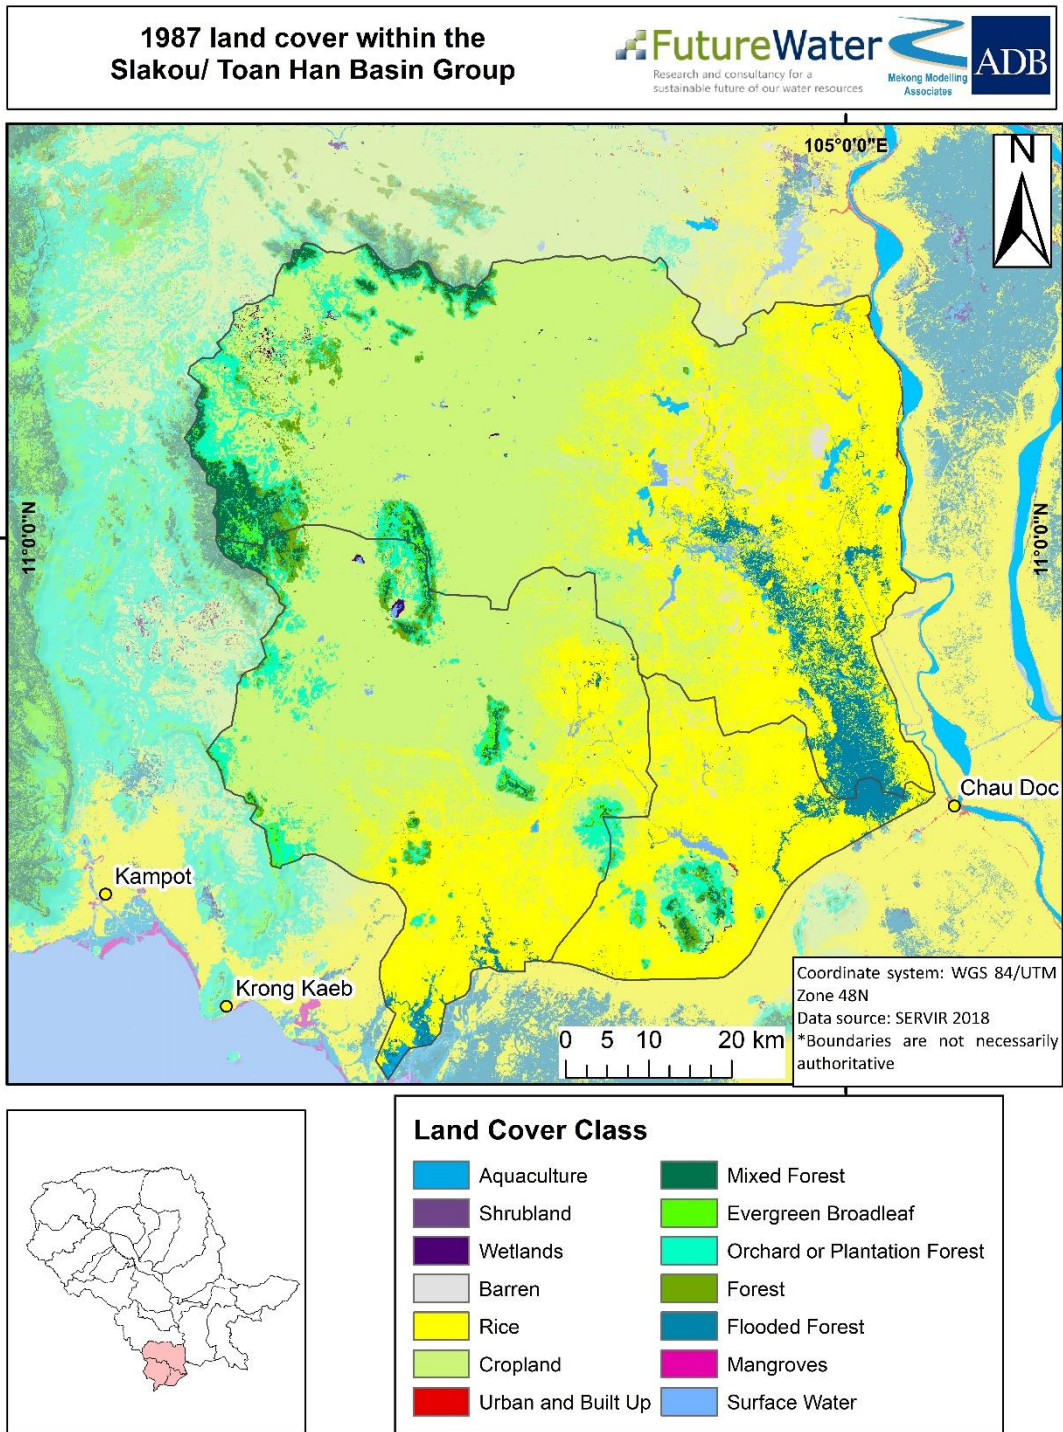 1987 land cover within the
Slakou/ Toan Han Basin Group
FutureWater
Research and consultancy for a
sustainable future of our water resources
Mekong Modelling
Associates
ADB
105°0'0"E
N
11°0'0"N
11°0'0"N
Chau Doc
Kampot
Krong Kaeb
0 5 10 20 km
Coordinate system: WGS 84/UTM
Zone 48N
Data source: SERVIR 2018
*Boundaries are not necessarily
authoritative
Land Cover Class
Aquaculture
Shrubland
Wetlands
Barren
Rice
Cropland
Urban and Built Up
Mixed Forest
Evergreen Broadleaf
Orchard or Plantation Forest
Forest
Flooded Forest
Mangroves
Surface Water